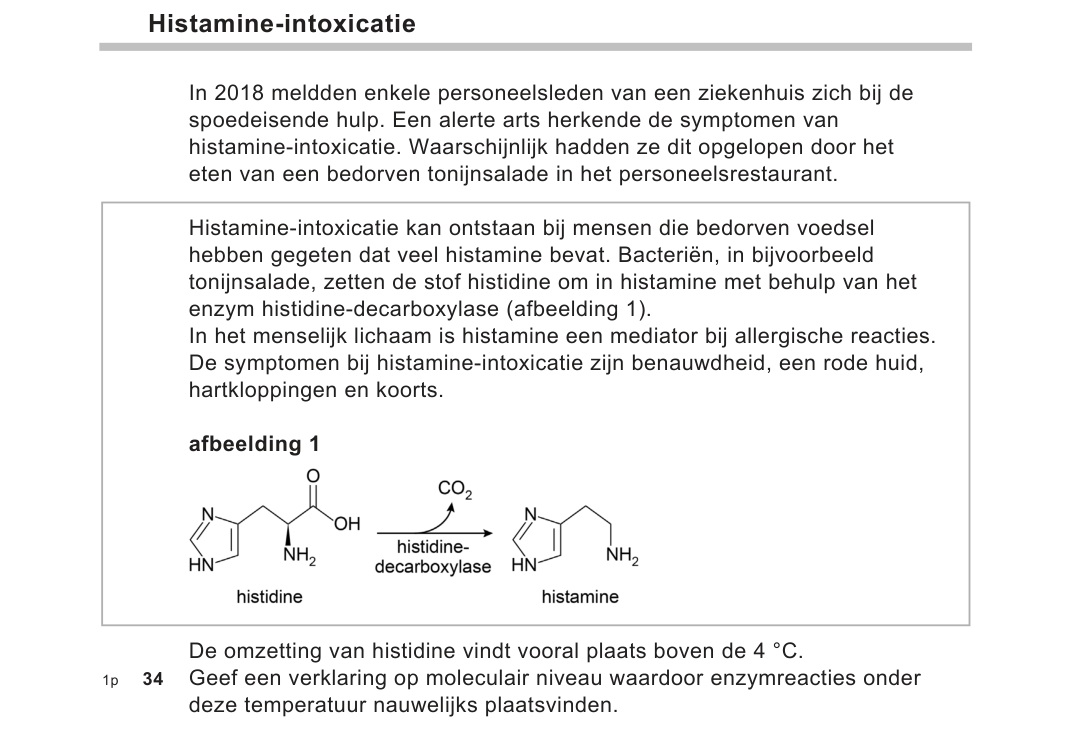 Histamine-intoxicatie
In 2018 meldden enkele personeelsleden van een ziekenhuis zich bij de
spoedeisende hulp. Een alerte arts herkende de symptomen van
histamine-intoxicatie. Waarschijnlijk hadden ze dit opgelopen door het
eten van een bedorven tonijnsalade in het personeelsrestaurant.
Histamine-intoxicatie kan ontstaan bij mensen die bedorven voedsel
hebben gegeten dat veel histamine bevat. Bacteriën, in bijvoorbeeld
tonijnsalade, zetten de stof histidine om in histamine met behulp van het
enzym histidine-decarboxylase (afbeelding 1).
In het menselijk lichaam is histamine een mediator bij allergische reacties.
De symptomen bij histamine-intoxicatie zijn benauwdheid, een rode huid,
hartkloppingen en koorts.
afbeelding 1
O
N
OH
NH2
HN
histidine
CO2
histidine-
decarboxylase
N
NH2
HN
histamine
De omzetting van histidine vindt vooral plaats boven de 4 °C.
1p 34 Geef een verklaring op moleculair niveau waardoor enzymreacties onder
deze temperatuur nauwelijks plaatsvinden.